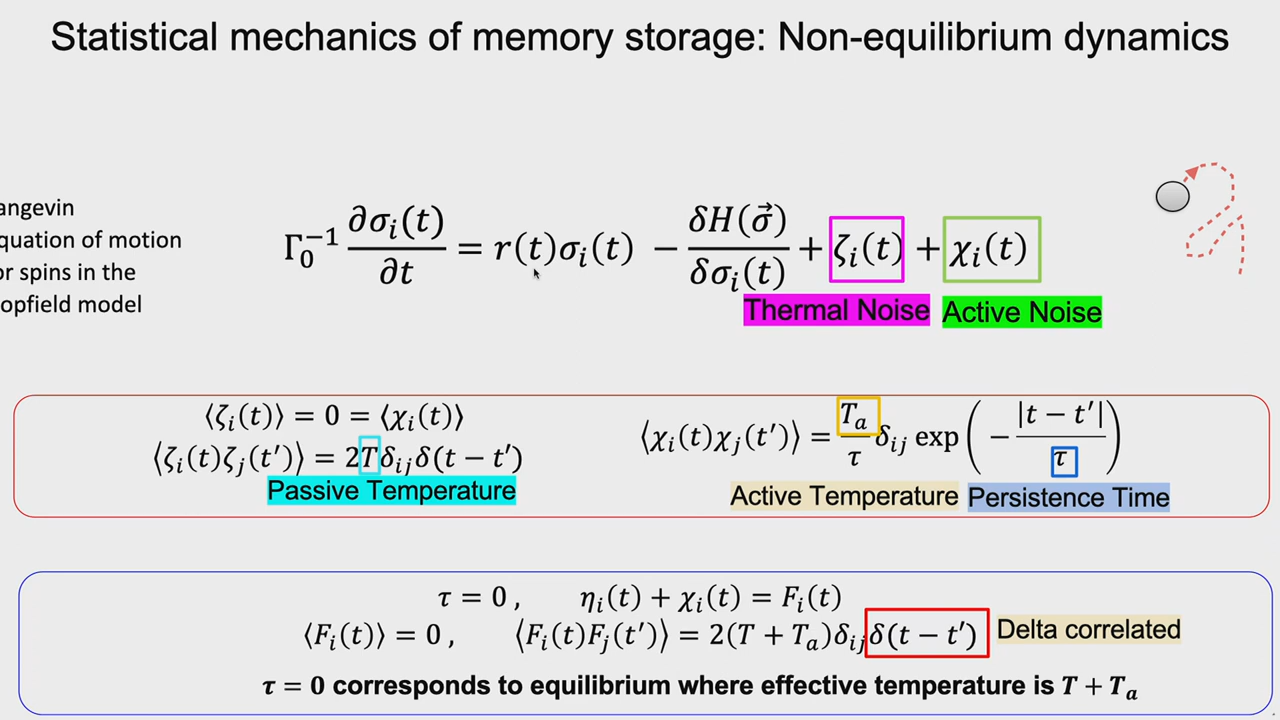 Statistical mechanics of memory storage: Non-equilibrium dynamics
angevin
quation of motion
or spins in the
opfield model
Γ₀⁻¹ ∂σᵢ(t)/∂t = r(t)σᵢ(t) − δH(σ⃗)/δσᵢ(t) + ζᵢ(t) + χᵢ(t)
Thermal Noise Active Noise
⟨ζᵢ(t)⟩ = 0 = ⟨χᵢ(t)⟩
⟨ζᵢ(t)ζⱼ(t′)⟩ = 2Tδᵢⱼδ(t − t′)
Passive Temperature
⟨χᵢ(t)χⱼ(t′)⟩ = Tₐ/τ δᵢⱼ exp(− |t − t′|/τ)
Active Temperature Persistence Time
τ = 0 , ηᵢ(t) + χᵢ(t) = Fᵢ(t)
⟨Fᵢ(t)⟩ = 0 , ⟨Fᵢ(t)Fⱼ(t′)⟩ = 2(T + Tₐ)δᵢⱼδ(t − t′) Delta correlated
τ = 0 corresponds to equilibrium where effective temperature is T + Tₐ